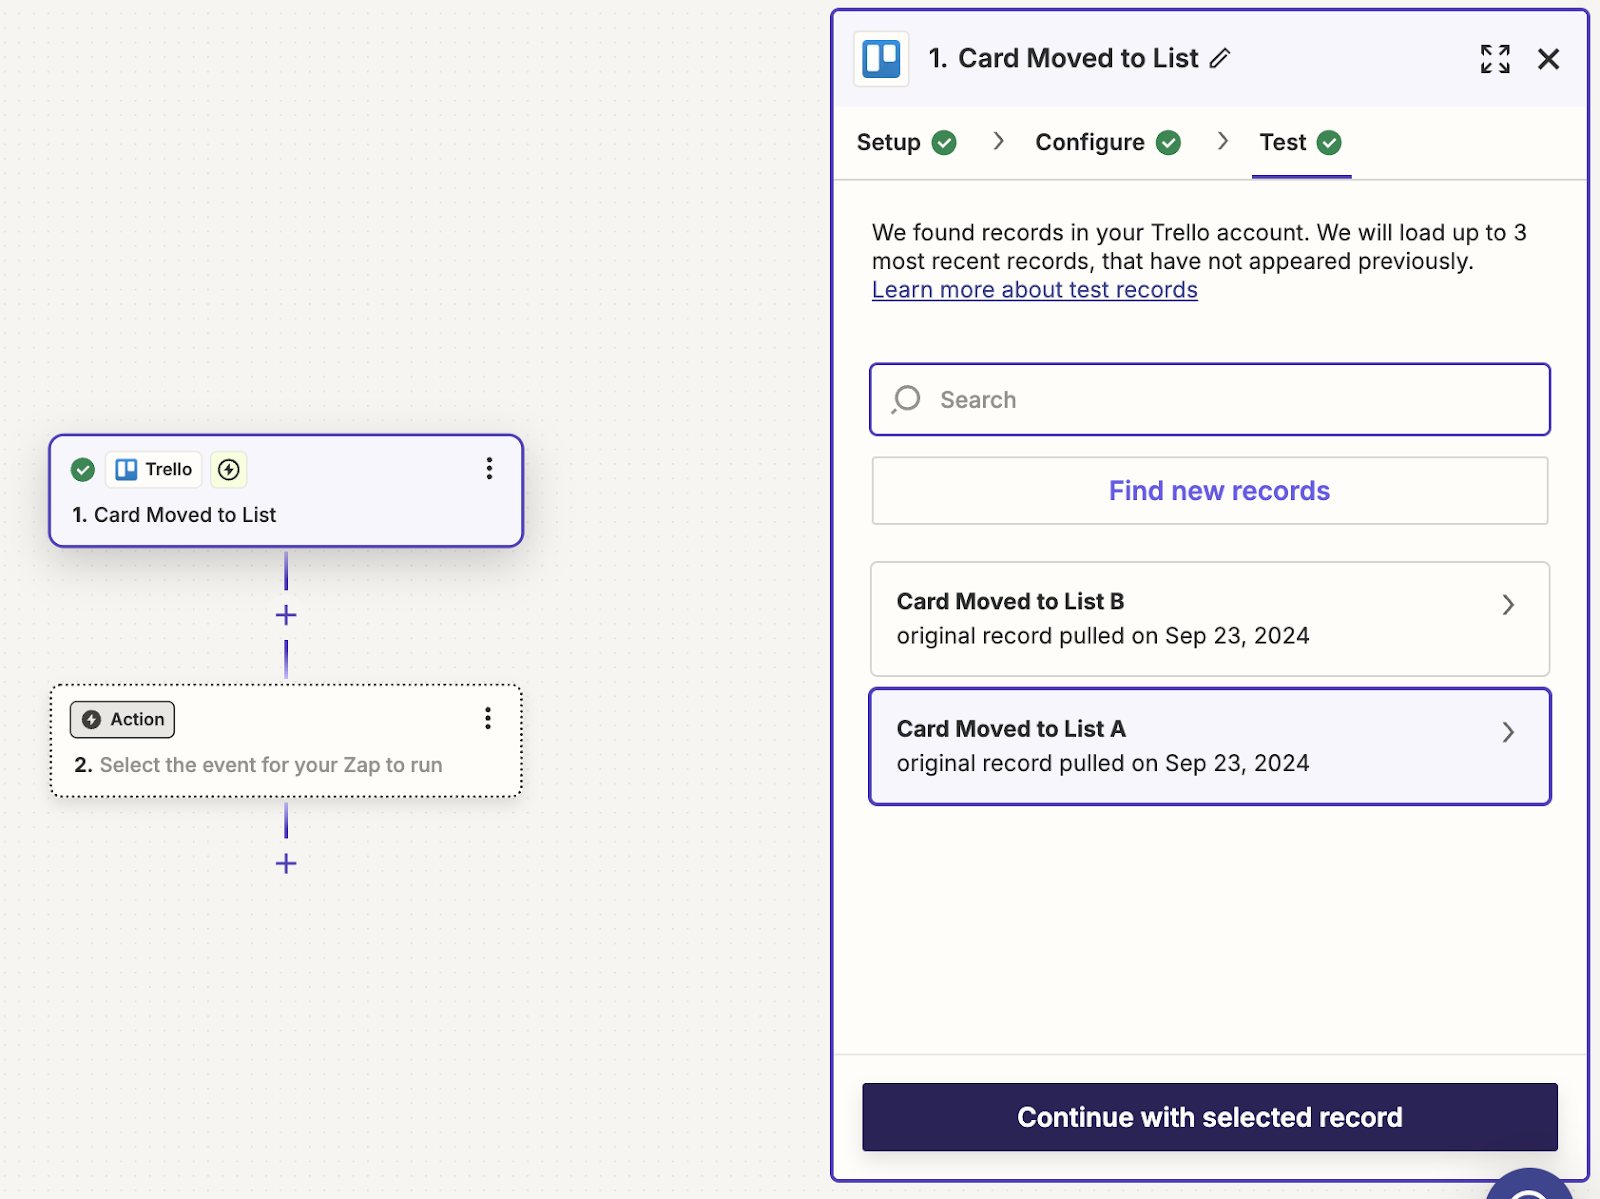 Trello
1. Card Moved to List
Action
2. Select the event for your Zap to run
1. Card Moved to List
Setup
Configure
Test
We found records in your Trello account. We will load up to 3
most recent records, that have not appeared previously.
Learn more about test records
Search
Find new records
Card Moved to List B
original record pulled on Sep 23, 2024
Card Moved to List A
original record pulled on Sep 23, 2024
Continue with selected record